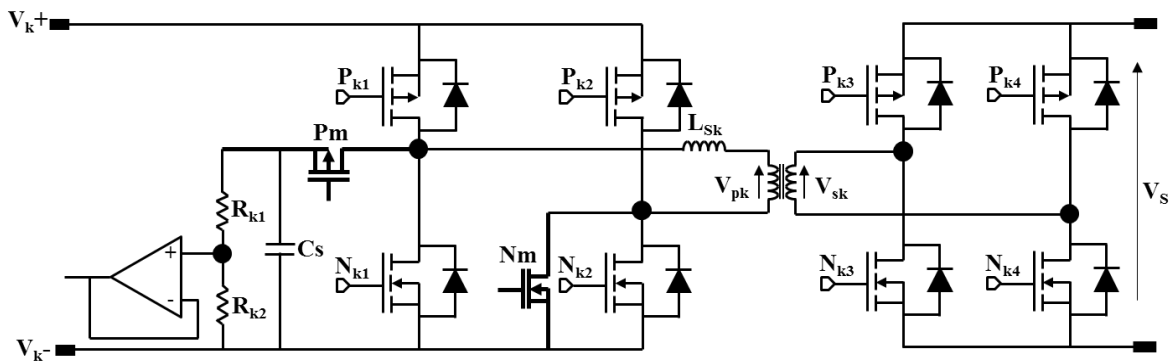 Vk+
Pk1
Pk2
Pk3
Pk4
Pm
LSk
Rk1
Vpk
Vsk
VS
Cs
+
-
Nk1
Nm
Nk2
Nk3
Nk4
Rk2
Vk-